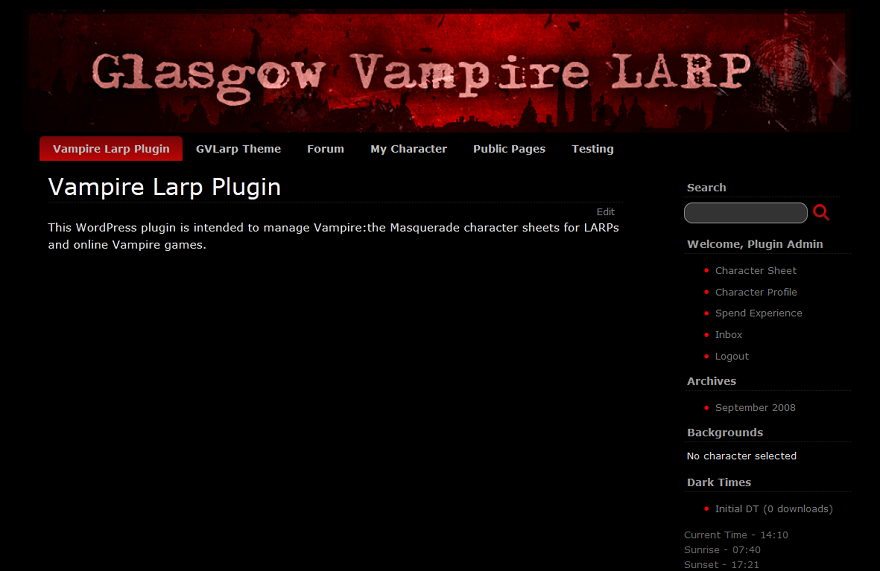 Glasgow Vampire LARP
Vampire Larp Plugin
GVLarp Theme
Forum
My Character
Public Pages
Testing
Vampire Larp Plugin
Edit
This WordPress plugin is intended to manage Vampire:the Masquerade character sheets for LARPs
and online Vampire games.
Search
Welcome, Plugin Admin
Character Sheet
Character Profile
Spend Experience
Inbox
Logout
Archives
September 2008
Backgrounds
No character selected
Dark Times
Initial DT (0 downloads)
Current Time - 14:10
Sunrise - 07:40
Sunset - 17:21